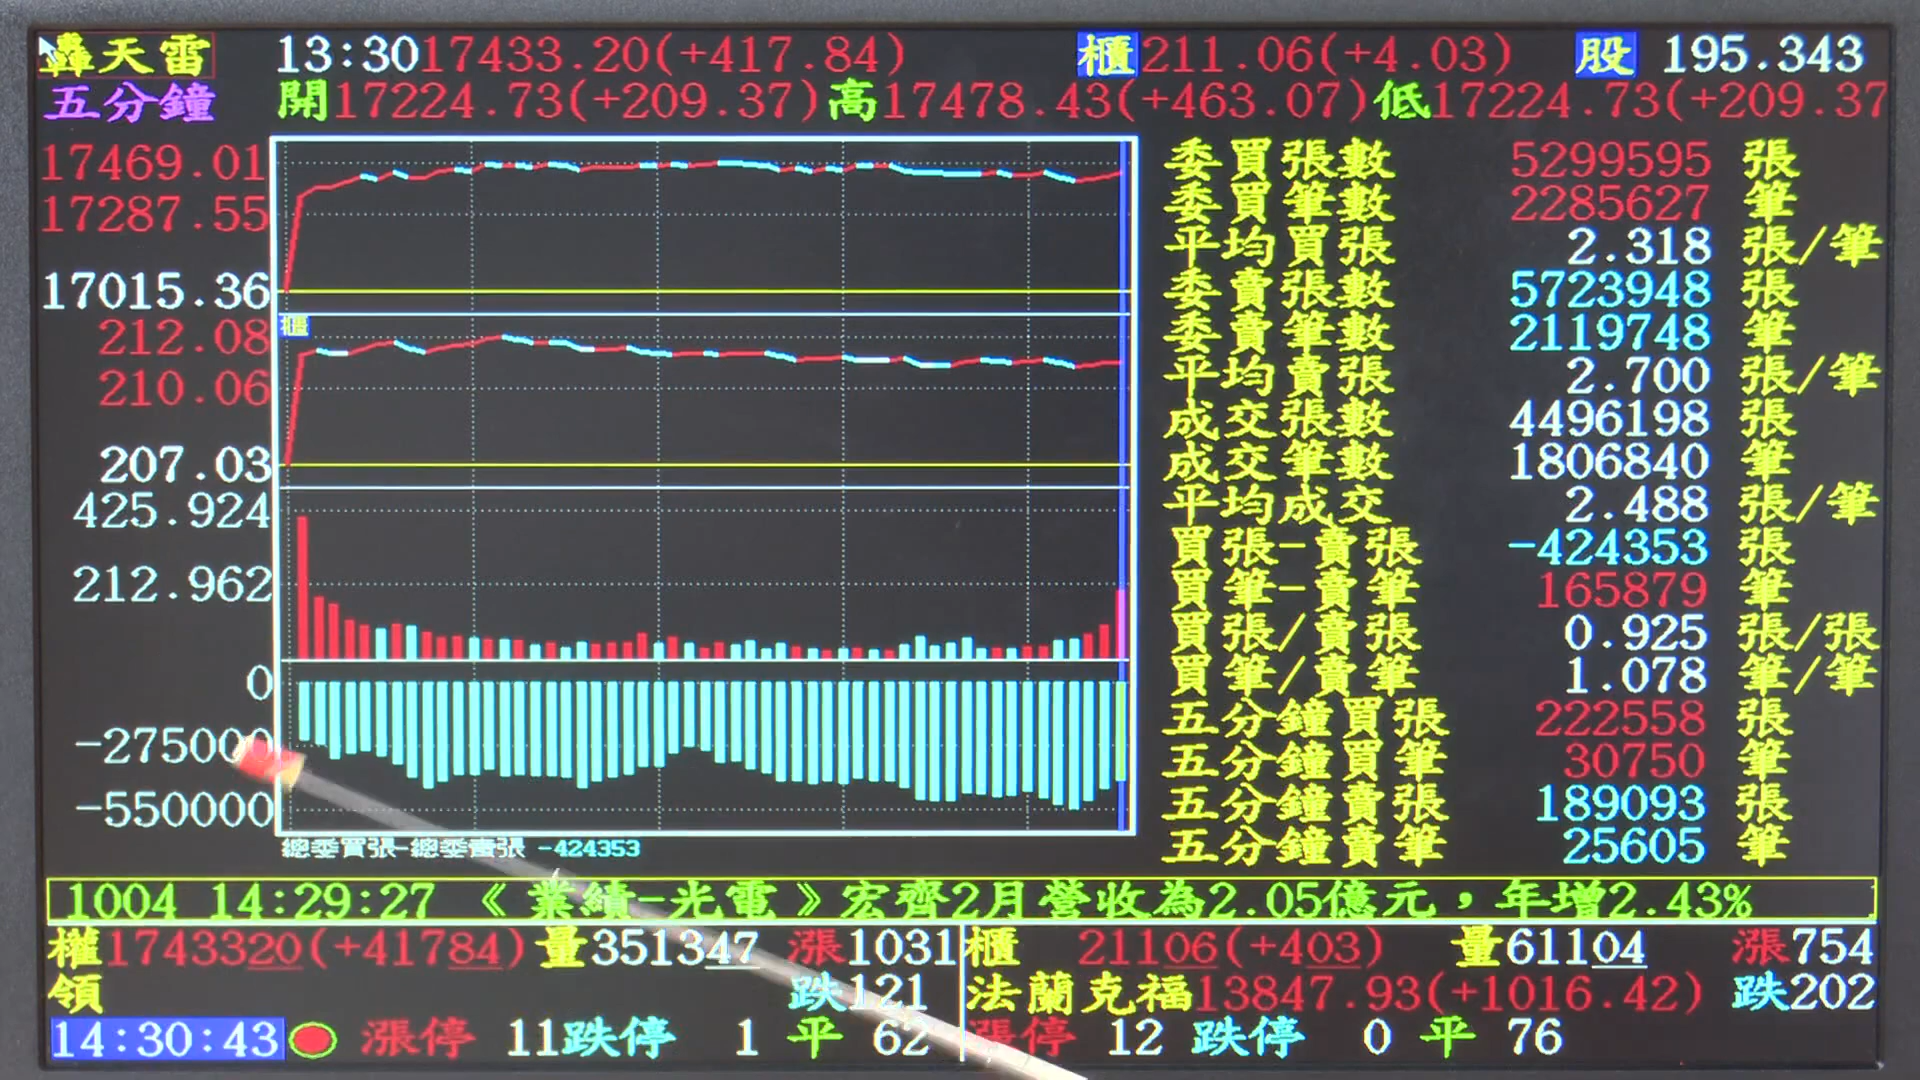 轟天雷 13:30 17433.20(+417.84) 櫃 211.06(+4.03) 股 195.343
五分鐘 開17224.73(+209.37)高17478.43(+463.07)低17224.73(+209.37
17469.01
17287.55
17015.36
212.08
210.06
207.03
425.924
212.962
0
-275000
-550000
櫃
總委買張-總委賣張 -424353
委買張數 5299595 張
委買筆數 2285627 筆
平均買張 2.318 張/筆
委賣張數 5723948 張
委賣筆數 2119748 筆
平均賣張 2.700 張/筆
成交張數 4496198 張
成交筆數 1806840 筆
平均成交 2.488 張/筆
買張-賣張 -424353 張
買筆-賣筆 165879 筆
買張/賣張 0.925 張/張
買筆/賣筆 1.078 筆/筆
五分鐘買張 222558 張
五分鐘買筆 30750 筆
五分鐘賣張 189093 張
五分鐘賣筆 25605 筆
1004 14:29:27 《業績-光電》宏齊2月營收為2.05億元，年增2.43%
權1743320(+41784)量351347 漲1031 櫃 21106(+403) 量61104 漲754
領 跌121 法蘭克福13847.93(+1016.42) 跌202
14:30:43 漲停 11跌停 1 平 62 漲停 12 跌停 0 平 76